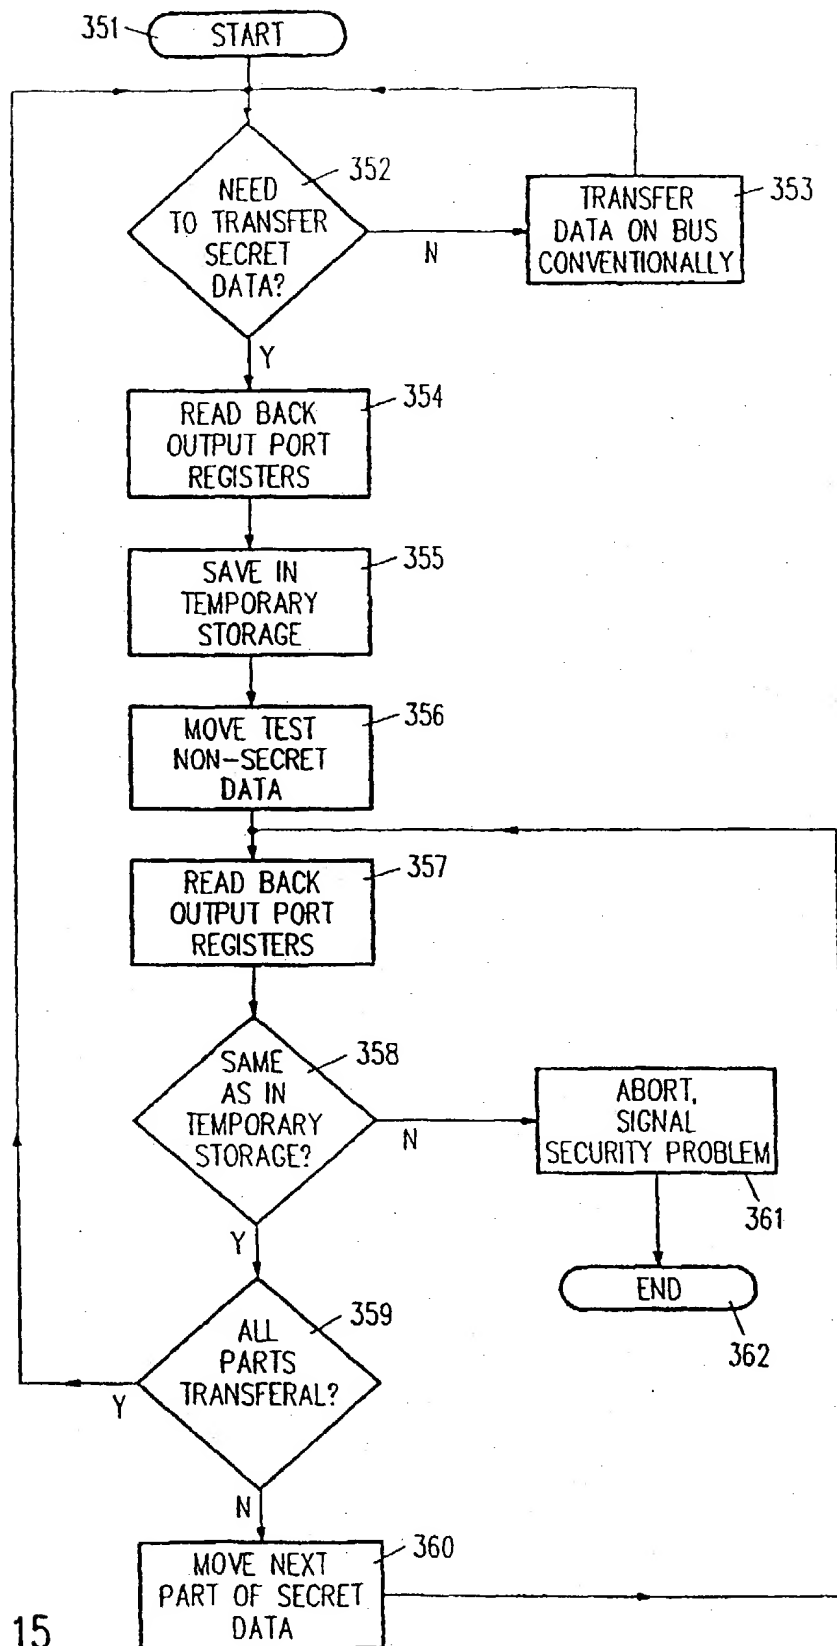 351
START
NEED
TO TRANSFER
SECRET
DATA?
352
N
TRANSFER
DATA ON BUS
CONVENTIONALLY
353
Y
READ BACK
OUTPUT PORT
REGISTERS
354
SAVE IN
TEMPORARY
STORAGE
355
MOVE TEST
NON-SECRET
DATA
356
READ BACK
OUTPUT PORT
REGISTERS
357
SAME
AS IN
TEMPORARY
STORAGE?
358
N
ABORT,
SIGNAL
SECURITY PROBLEM
361
END
362
Y
ALL
PARTS
TRANSFERAL?
359
Y
N
MOVE NEXT
PART OF SECRET
DATA
360
15